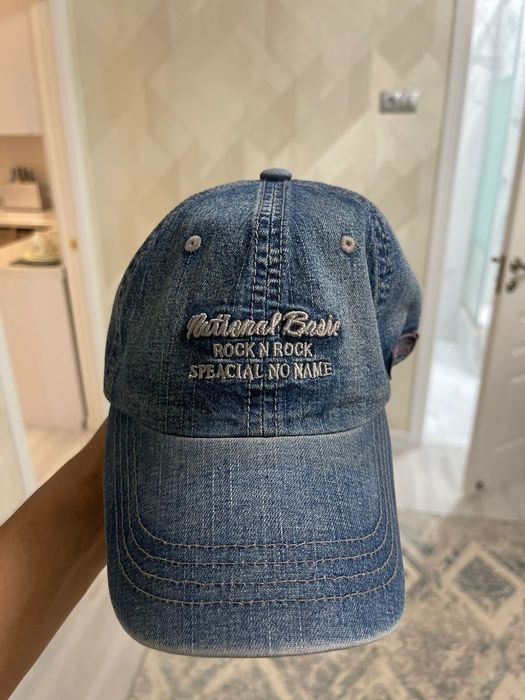 National Basic
ROCK N ROCK
SPEACIAL NO NAME